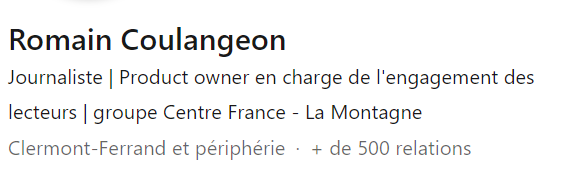 Romain Coulangeon
Journaliste | Product owner en charge de l'engagement des
lecteurs | groupe Centre France - La Montagne
Clermont-Ferrand et périphérie · + de 500 relations